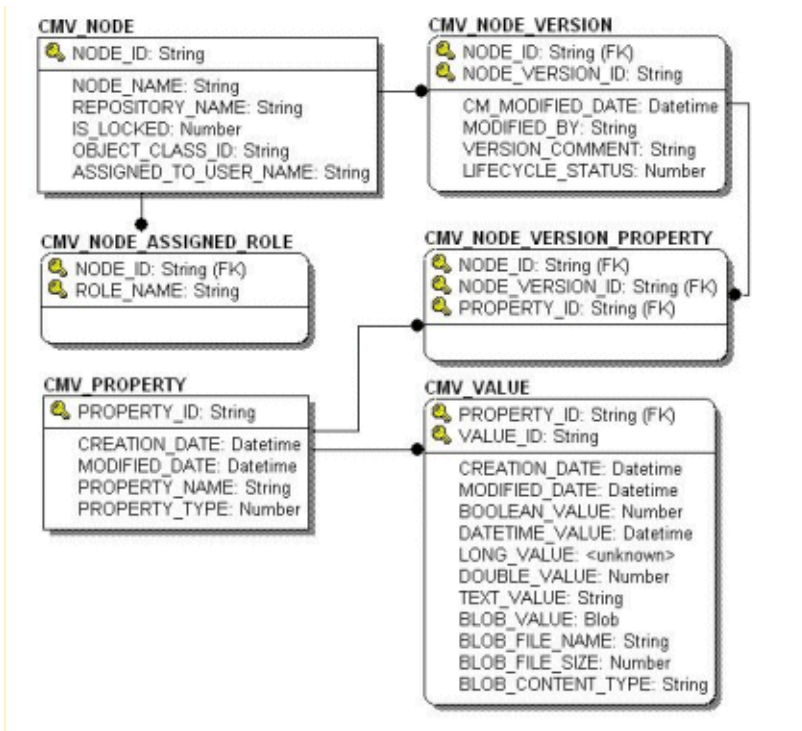 CMV_NODE
NODE_ID: String
NODE_NAME: String
REPOSITORY_NAME: String
IS_LOCKED: Number
OBJECT_CLASS_ID: String
ASSIGNED_TO_USER_NAME: String
CMV_NODE_VERSION
NODE_ID: String (FK)
NODE_VERSION_ID: String
CM_MODIFIED_DATE: Datetime
MODIFIED_BY: String
VERSION_COMMENT: String
LIFECYCLE_STATUS: Number
CMV_NODE_ASSIGNED_ROLE
NODE_ID: String (FK)
ROLE_NAME: String
CMV_NODE_VERSION_PROPERTY
NODE_ID: String (FK)
NODE_VERSION_ID: String (FK)
PROPERTY_ID: String (FK)
CMV_PROPERTY
PROPERTY_ID: String
CREATION_DATE: Datetime
MODIFIED_DATE: Datetime
PROPERTY_NAME: String
PROPERTY_TYPE: Number
CMV_VALUE
PROPERTY_ID: String (FK)
VALUE_ID: String
CREATION_DATE: Datetime
MODIFIED_DATE: Datetime
BOOLEAN_VALUE: Number
DATETIME_VALUE: Datetime
LONG_VALUE: <unknown>
DOUBLE_VALUE: Number
TEXT_VALUE: String
BLOB_VALUE: Blob
BLOB_FILE_NAME: String
BLOB_FILE_SIZE: Number
BLOB_CONTENT_TYPE: String